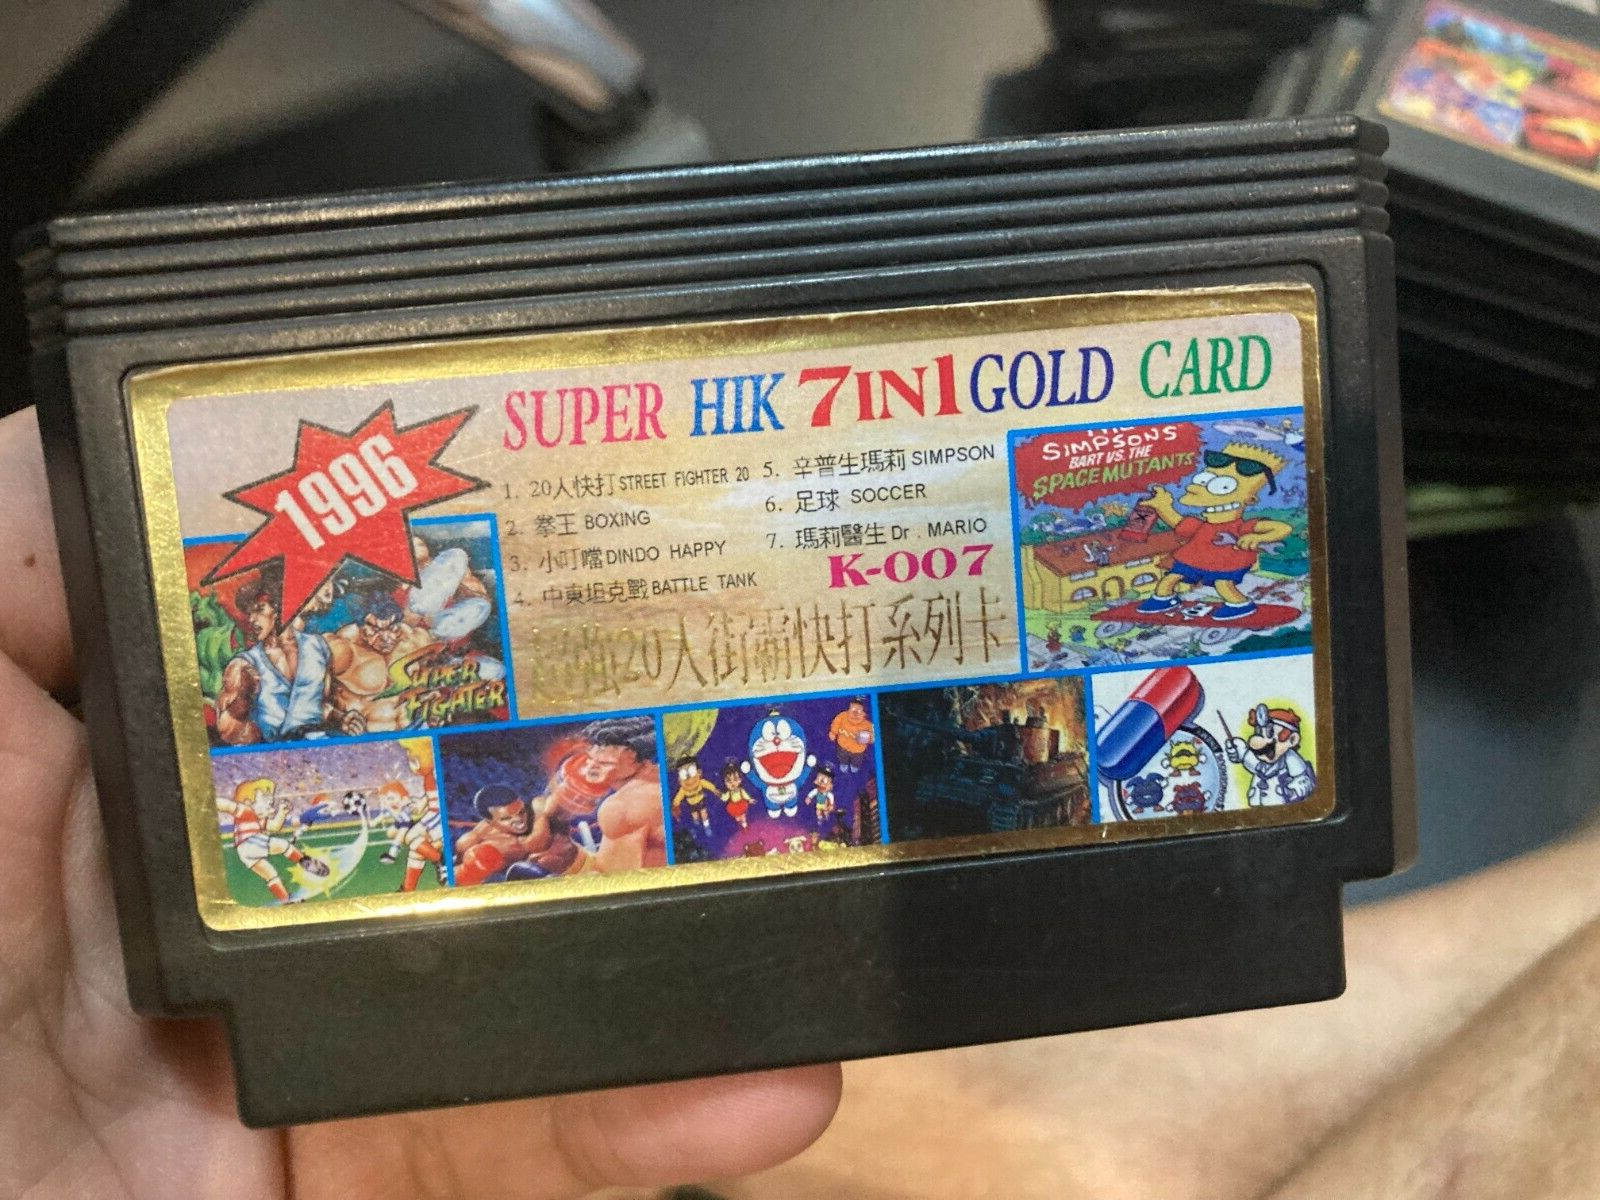 SUPER HIK 7IN1 GOLD CARD
1996
1. 20人快打 STREET FIGHTER 20
2. 拳王 BOXING
3. 小叮噹 DINDO HAPPY
4. 中東坦克戰 BATTLE TANK
5. 辛普生瑪莉 SIMPSON
6. 足球 SOCCER
7. 瑪莉醫生 Dr. MARIO
K-007
超強20人街霸快打系列卡
SIMPSONS
BART VS. THE
SPACE MUTANTS
SUPER
FIGHTER